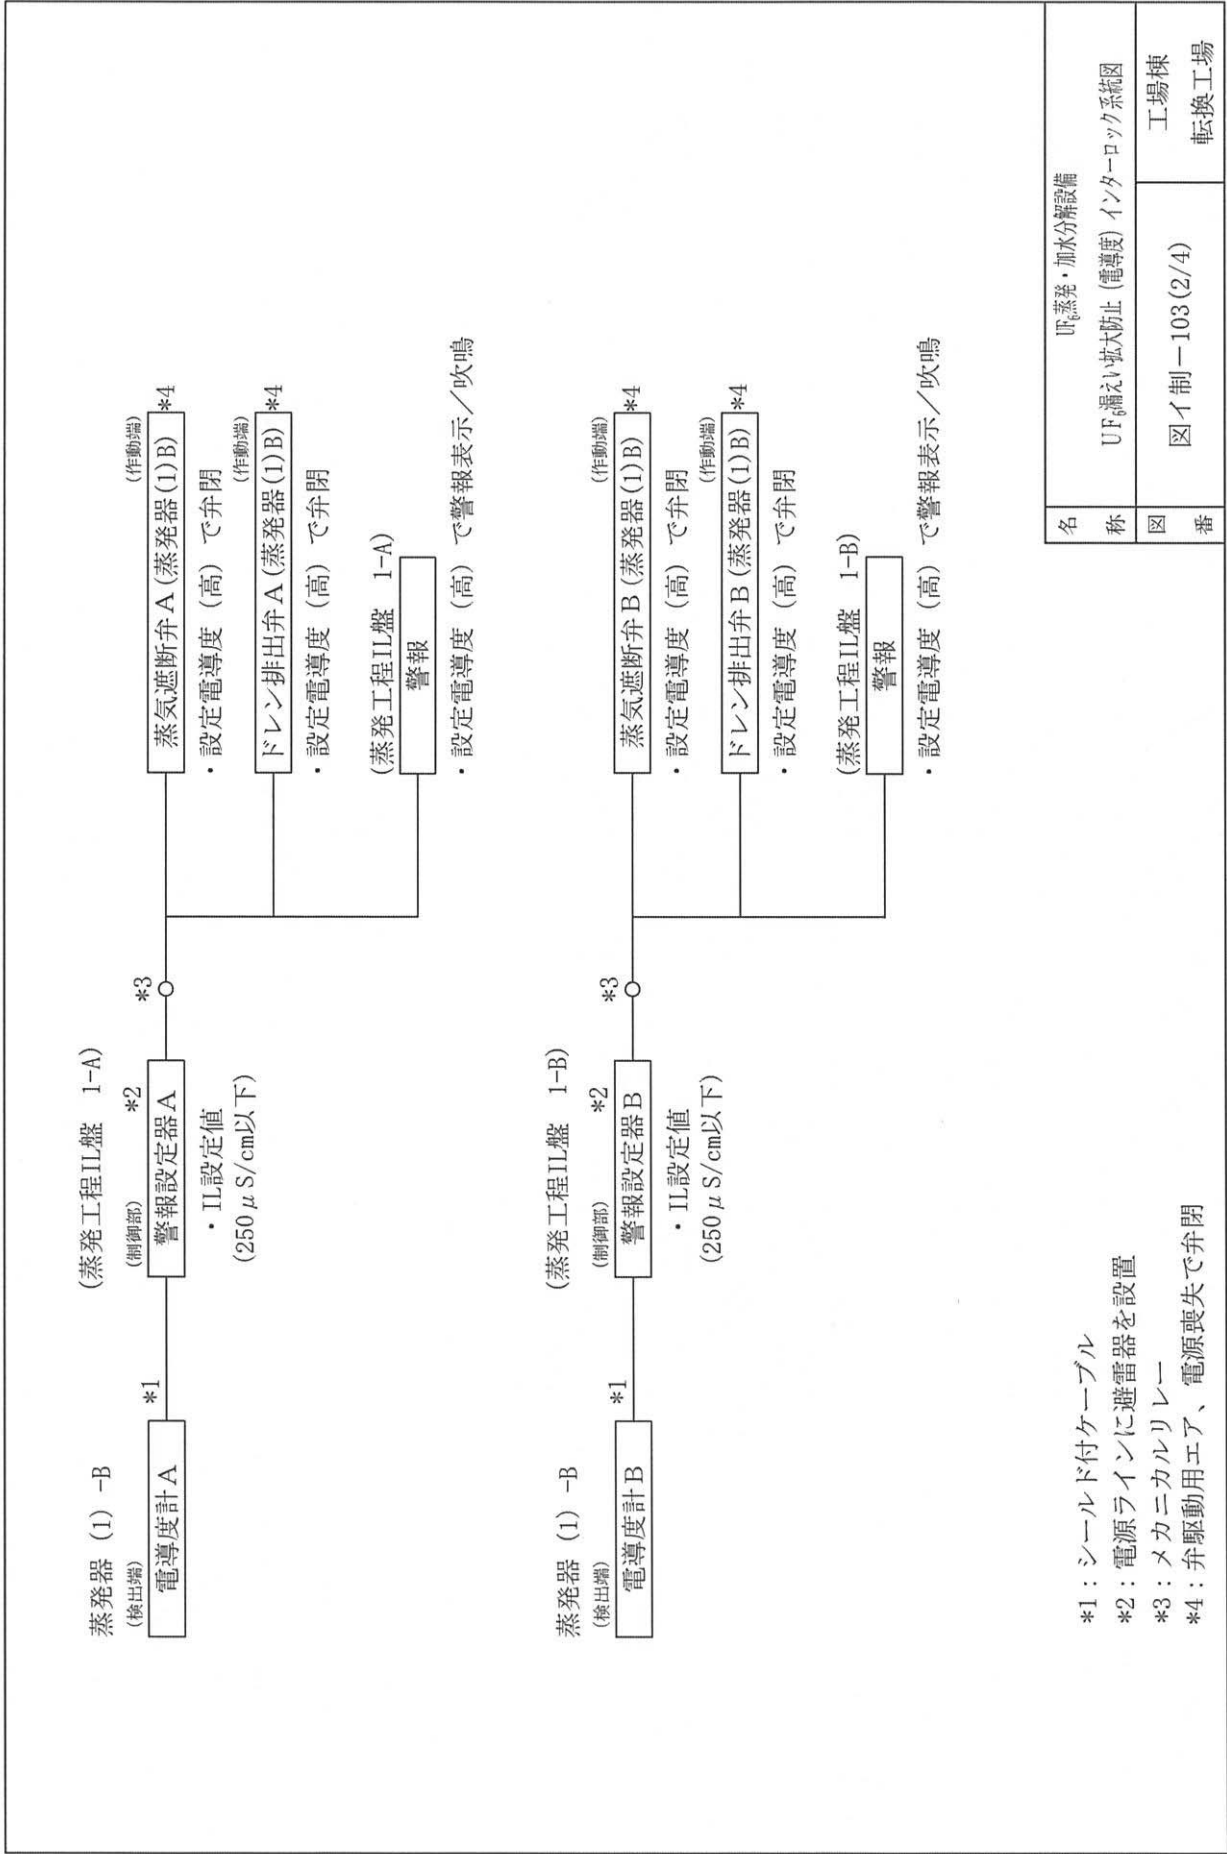 蒸発器 (1) -B
(検出端)
電導度計A
*1
(蒸発工程IL盤 1-A)
(制御部)
*2
警報設定器A
・IL設定値
(250μS/cm以下)
*3
(作動端)
蒸気遮断弁A(蒸発器(1)B)
*4
・設定電導度(高)で弁閉
(作動端)
ドレン排出弁A(蒸発器(1)B)
*4
・設定電導度(高)で弁閉
(蒸発工程IL盤 1-A)
警報
・設定電導度(高)で警報表示/吹鳴
蒸発器 (1) -B
(検出端)
電導度計B
*1
(蒸発工程IL盤 1-B)
(制御部)
*2
警報設定器B
・IL設定値
(250μS/cm以下)
*3
(作動端)
蒸気遮断弁B(蒸発器(1)B)
*4
・設定電導度(高)で弁閉
(作動端)
ドレン排出弁B(蒸発器(1)B)
*4
・設定電導度(高)で弁閉
(蒸発工程IL盤 1-B)
警報
・設定電導度(高)で警報表示/吹鳴
*1:シールド付ケーブル
*2:電源ラインに避雷器を設置
*3:メカニカルリレー
*4:弁駆動用エア、電源喪失で弁閉
名称
UF₆蒸発・加水分解設備
UF₆漏えい拡大防止(電導度)インターロック系統図
図番
図イ制-103(2/4)
工場棟
転換工場